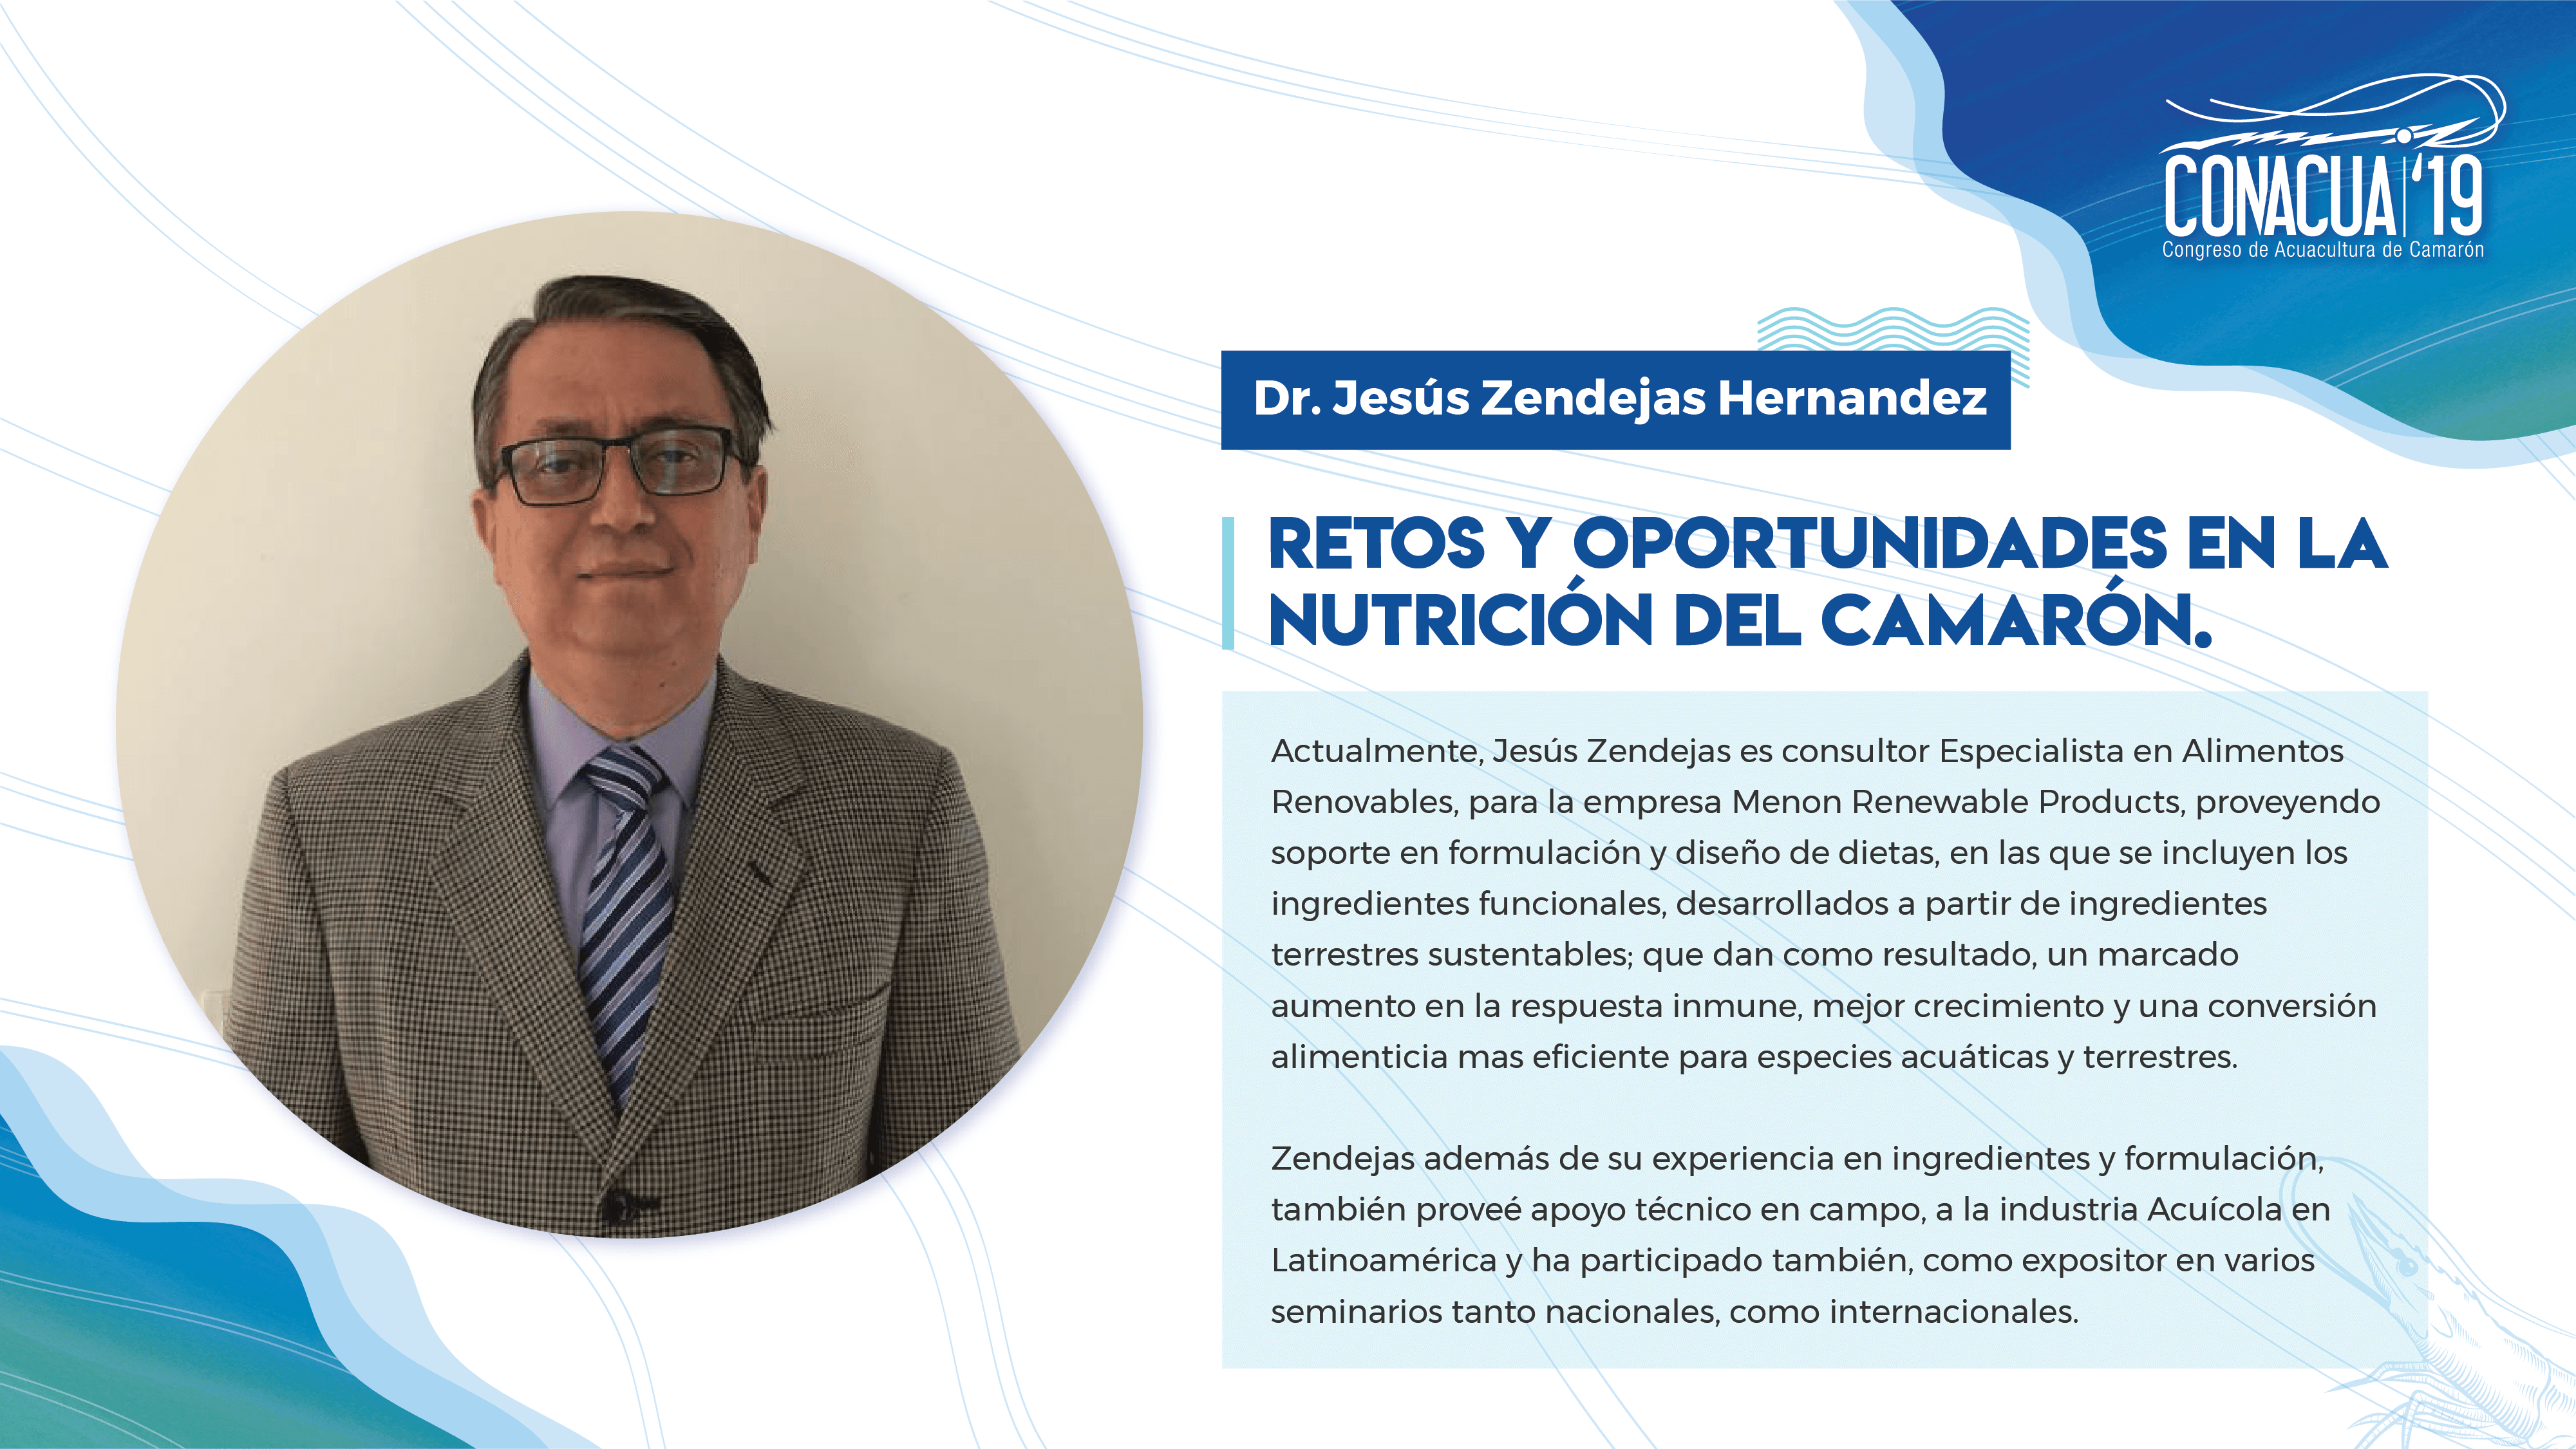 CONACUA '19
Congreso de Acuacultura de Camarón
Dr. Jesús Zendejas Hernandez
RETOS Y OPORTUNIDADES EN LA
NUTRICIÓN DEL CAMARÓN.
Actualmente, Jesús Zendejas es consultor Especialista en Alimentos
Renovables, para la empresa Menon Renewable Products, proveyendo
soporte en formulación y diseño de dietas, en las que se incluyen los
ingredientes funcionales, desarrollados a partir de ingredientes
terrestres sustentables; que dan como resultado, un marcado
aumento en la respuesta inmune, mejor crecimiento y una conversión
alimenticia mas eficiente para especies acuáticas y terrestres.
Zendejas además de su experiencia en ingredientes y formulación,
también proveé apoyo técnico en campo, a la industria Acuícola en
Latinoamérica y ha participado también, como expositor en varios
seminarios tanto nacionales, como internacionales.